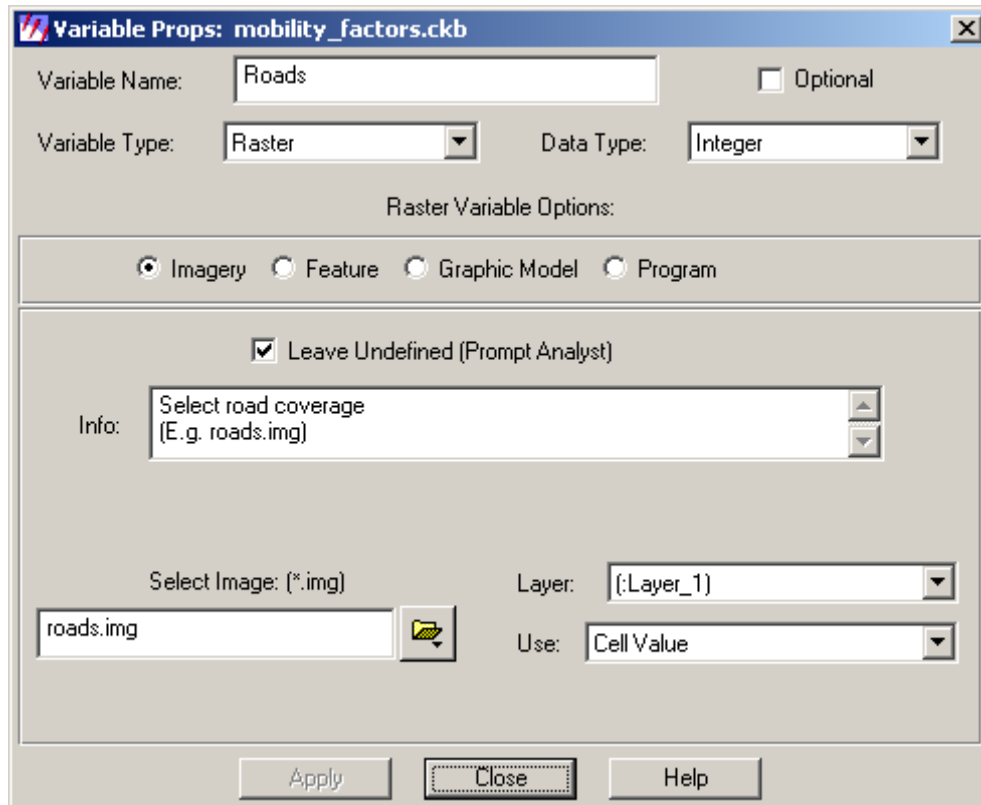 Variable Props: mobility_factors.ckb
Variable Name: Roads Optional
Variable Type: Raster Data Type: Integer
Raster Variable Options:
Imagery Feature Graphic Model Program
Leave Undefined (Prompt Analyst)
Info: Select road coverage
(E.g. roads.img)
Select Image: (*.img) Layer: (:Layer_1)
roads.img Use: Cell Value
Apply Close Help